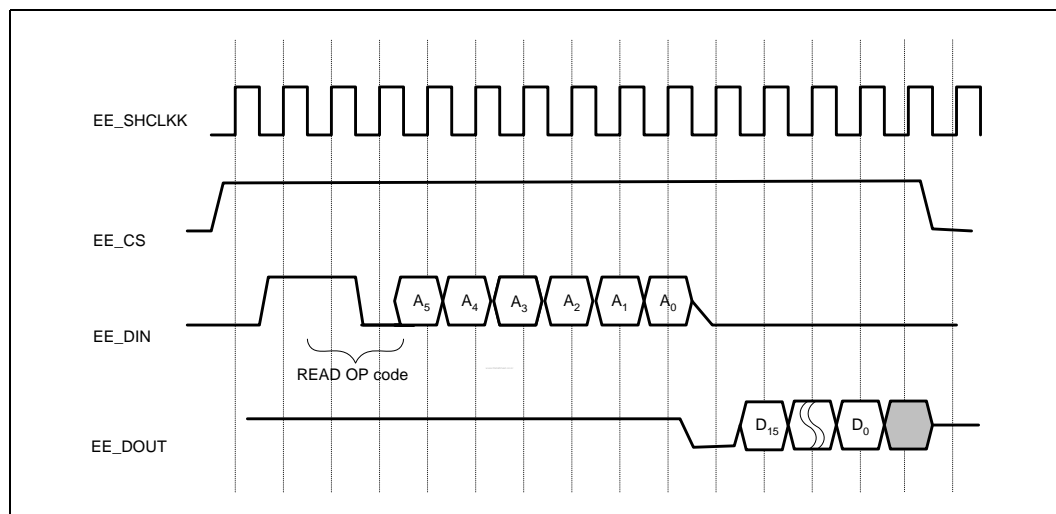 EE_SHCLKK
EE_CS
EE_DIN
A5 A4 A3 A2 A1 A0
READ OP code
EE_DOUT
D15 D0